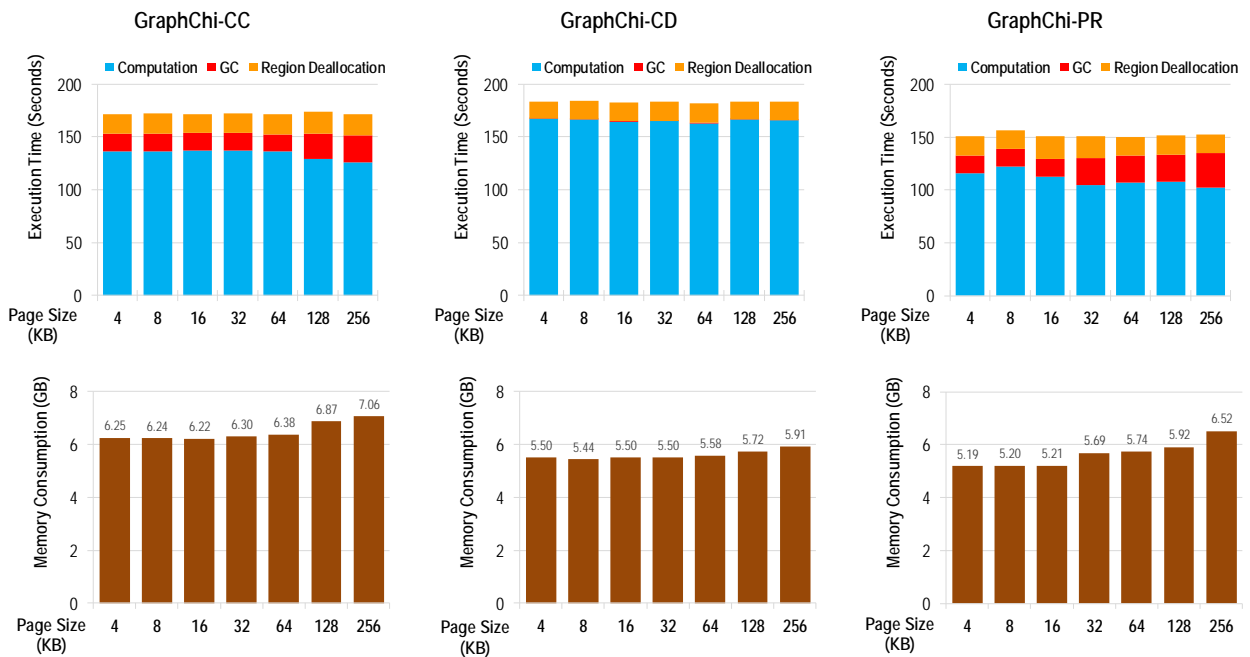 GraphChi-CC
Computation GC Region Deallocation
Execution Time (Seconds)
200
150
100
50
0
Page Size (KB)
4 8 16 32 64 128 256
GraphChi-CD
Computation GC Region Deallocation
Execution Time (Seconds)
200
150
100
50
0
Page Size (KB)
4 8 16 32 64 128 256
GraphChi-PR
Computation GC Region Deallocation
Execution Time (Seconds)
200
150
100
50
0
Page Size (KB)
4 8 16 32 64 128 256
Memory Consumption (GB)
8
6
4
2
0
6.25 6.24 6.22 6.30 6.38 6.87 7.06
Page Size (KB)
4 8 16 32 64 128 256
Memory Consumption (GB)
8
6
4
2
0
5.50 5.44 5.50 5.50 5.58 5.72 5.91
Page Size (KB)
4 8 16 32 64 128 256
Memory Consumption (GB)
8
6
4
2
0
5.19 5.20 5.21 5.69 5.74 5.92 6.52
Page Size (KB)
4 8 16 32 64 128 256